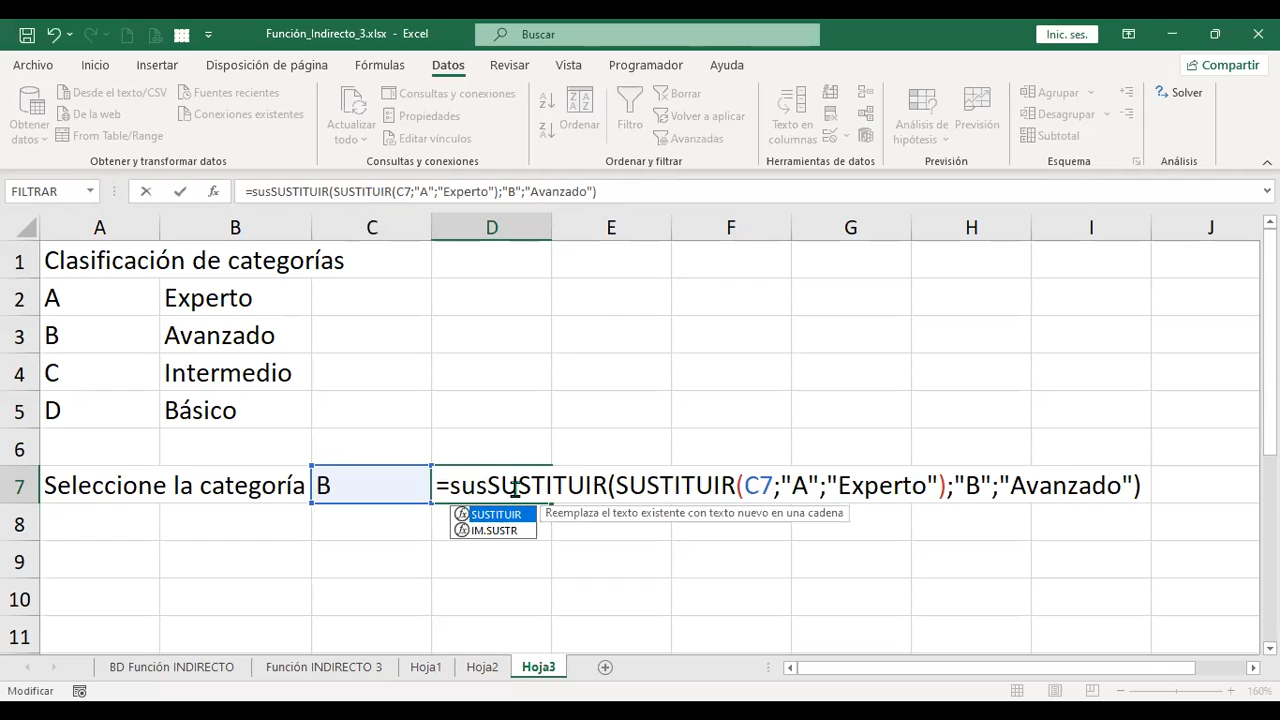 Función_Indirecto_3.xlsx - Excel
Buscar
Inic. ses.
Archivo Inicio Insertar Disposición de página Fórmulas Datos Revisar Vista Programador Ayuda
Compartir
Obtener datos
Desde el texto/CSV
De la web
From Table/Range
Fuentes recientes
Conexiones existentes
Obtener y transformar datos
Actualizar todo
Consultas y conexiones
Propiedades
Editar vínculos
Consultas y conexiones
Ordenar
Filtro
Borrar
Volver a aplicar
Avanzadas
Ordenar y filtrar
Texto en columnas
Herramientas de datos
Análisis de hipótesis
Previsión
Previsión
Agrupar
Desagrupar
Subtotal
Esquema
Solver
Análisis
FILTRAR
=susSUSTITUIR(SUSTITUIR(C7;"A";"Experto");"B";"Avanzado")
A B C D E F G H I J
1 Clasificación de categorías
2 A Experto
3 B Avanzado
4 C Intermedio
5 D Básico
6
7 Seleccione la categoría B =susSUSTITUIR(SUSTITUIR(C7;"A";"Experto");"B";"Avanzado")
SUSTITUIR Reemplaza el texto existente con texto nuevo en una cadena
IM.SUSTR
8
9
10
11
BD Función INDIRECTO Función INDIRECTO 3 Hoja1 Hoja2 Hoja3
Modificar
160%